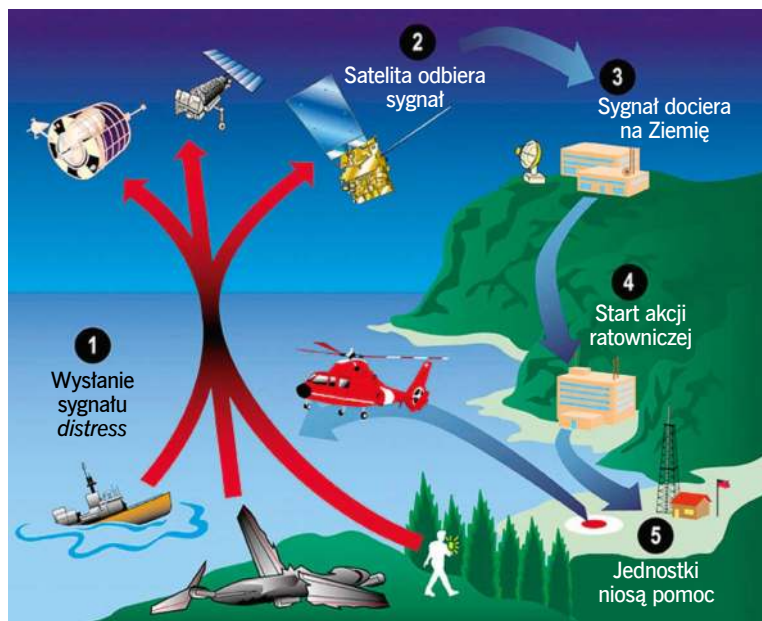 1
Wysłanie
sygnału
distress
2
Satelita odbiera
sygnał
3
Sygnał dociera
na Ziemię
4
Start akcji
ratowniczej
5
Jednostki
niosą pomoc